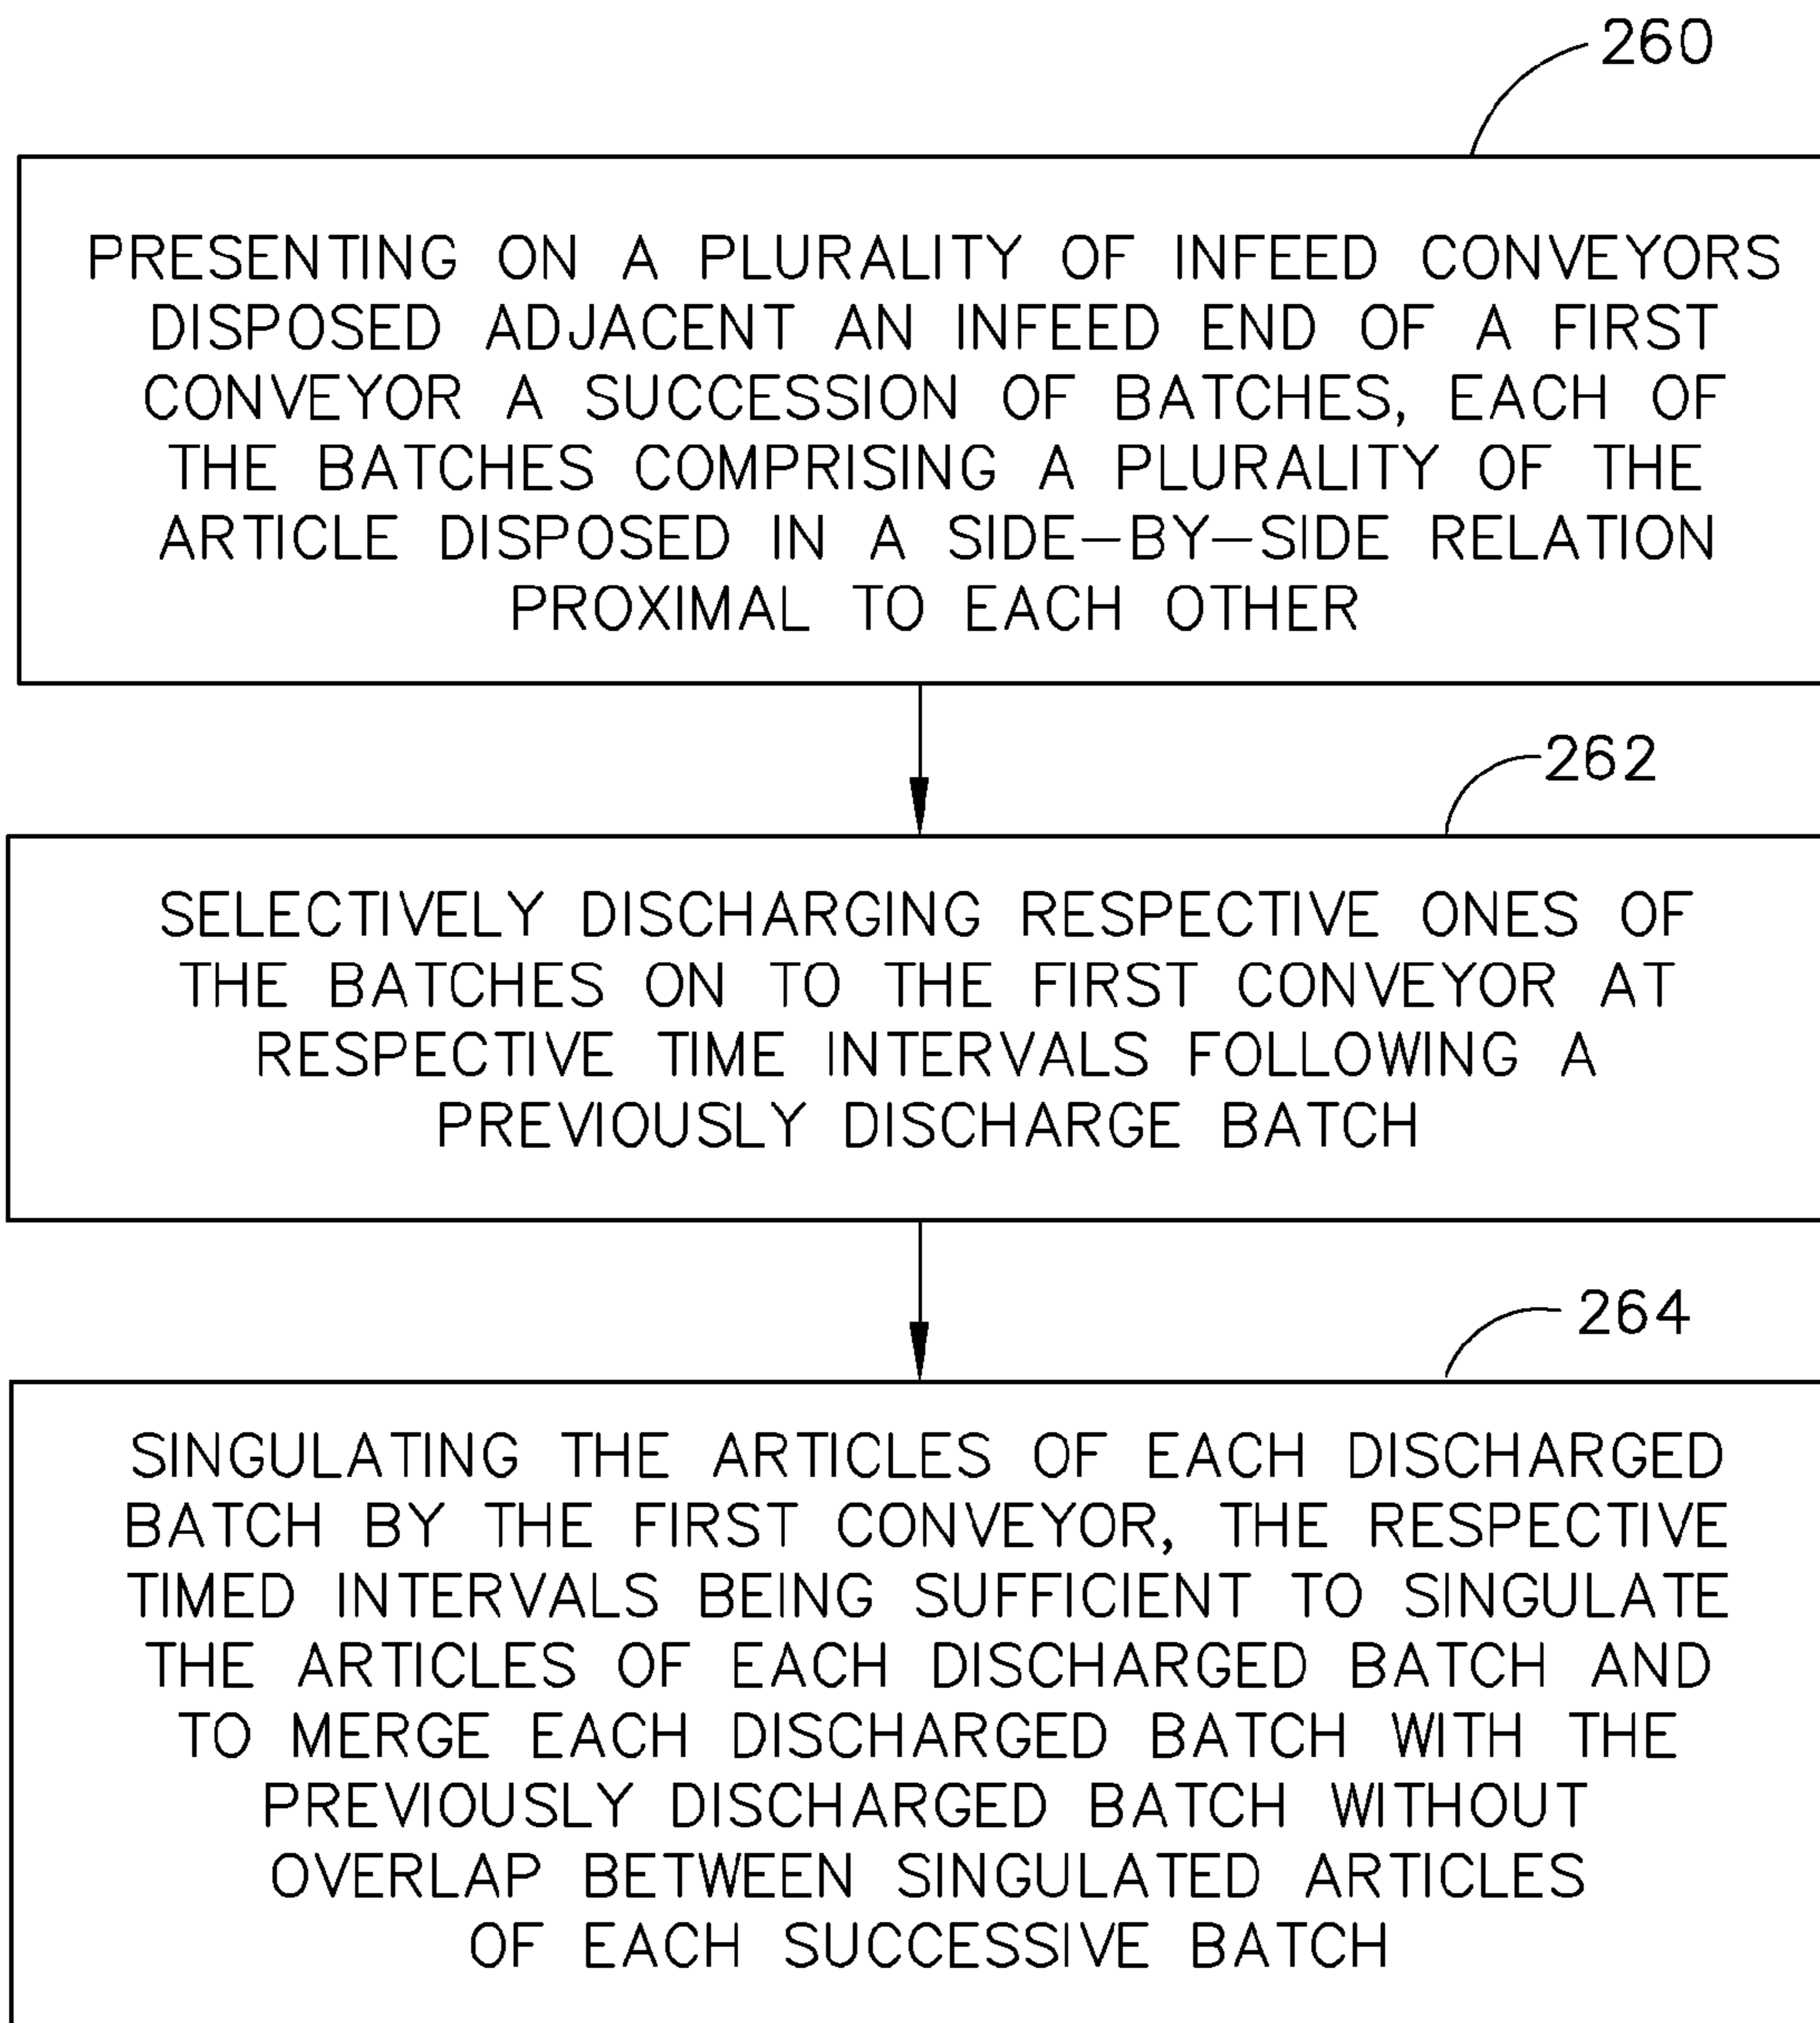 260
PRESENTING ON A PLURALITY OF INFEED CONVEYORS
DISPOSED ADJACENT AN INFEED END OF A FIRST
CONVEYOR A SUCCESSION OF BATCHES, EACH OF
THE BATCHES COMPRISING A PLURALITY OF THE
ARTICLE DISPOSED IN A SIDE–BY–SIDE RELATION
PROXIMAL TO EACH OTHER
262
SELECTIVELY DISCHARGING RESPECTIVE ONES OF
THE BATCHES ON TO THE FIRST CONVEYOR AT
RESPECTIVE TIME INTERVALS FOLLOWING A
PREVIOUSLY DISCHARGE BATCH
264
SINGULATING THE ARTICLES OF EACH DISCHARGED
BATCH BY THE FIRST CONVEYOR, THE RESPECTIVE
TIMED INTERVALS BEING SUFFICIENT TO SINGULATE
THE ARTICLES OF EACH DISCHARGED BATCH AND
TO MERGE EACH DISCHARGED BATCH WITH THE
PREVIOUSLY DISCHARGED BATCH WITHOUT
OVERLAP BETWEEN SINGULATED ARTICLES
OF EACH SUCCESSIVE BATCH